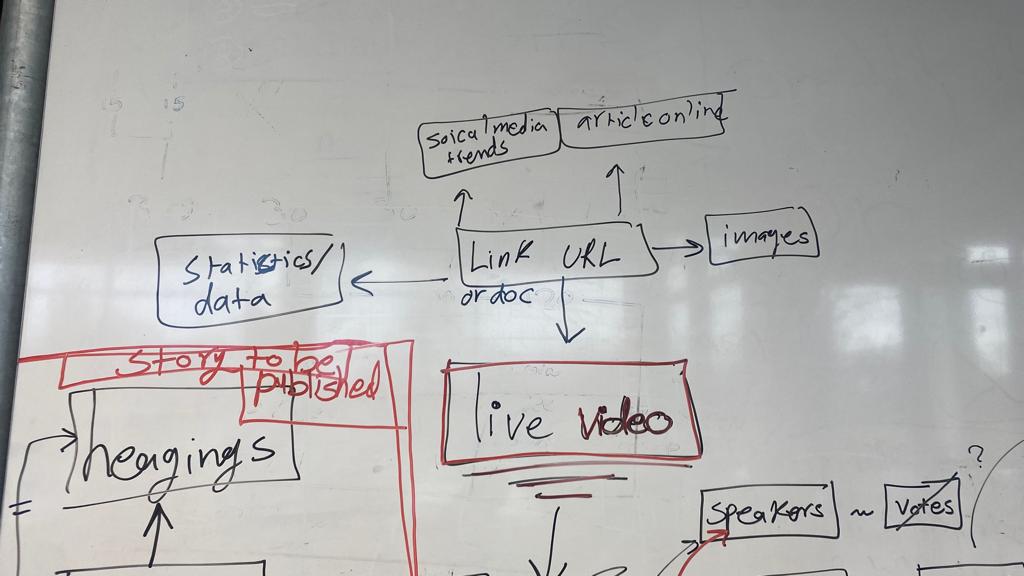 soical media
trends
article online
Link URL
or doc
images
statistics/
data
story to be
published
heagings
live video
speakers ~ votes
?